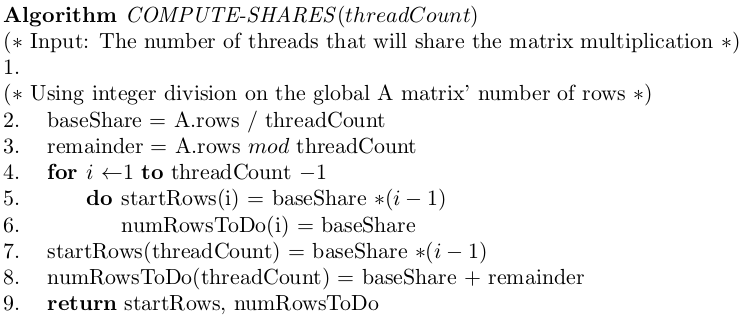 Algorithm COMPUTE-SHARES(threadCount)
(∗ Input: The number of threads that will share the matrix multiplication ∗)
1.
(∗ Using integer division on the global A matrix’ number of rows ∗)
2. baseShare = A.rows / threadCount
3. remainder = A.rows mod threadCount
4. for i ←1 to threadCount −1
5. do startRows(i) = baseShare ∗(i − 1)
6. numRowsToDo(i) = baseShare
7. startRows(threadCount) = baseShare ∗(i − 1)
8. numRowsToDo(threadCount) = baseShare + remainder
9. return startRows, numRowsToDo